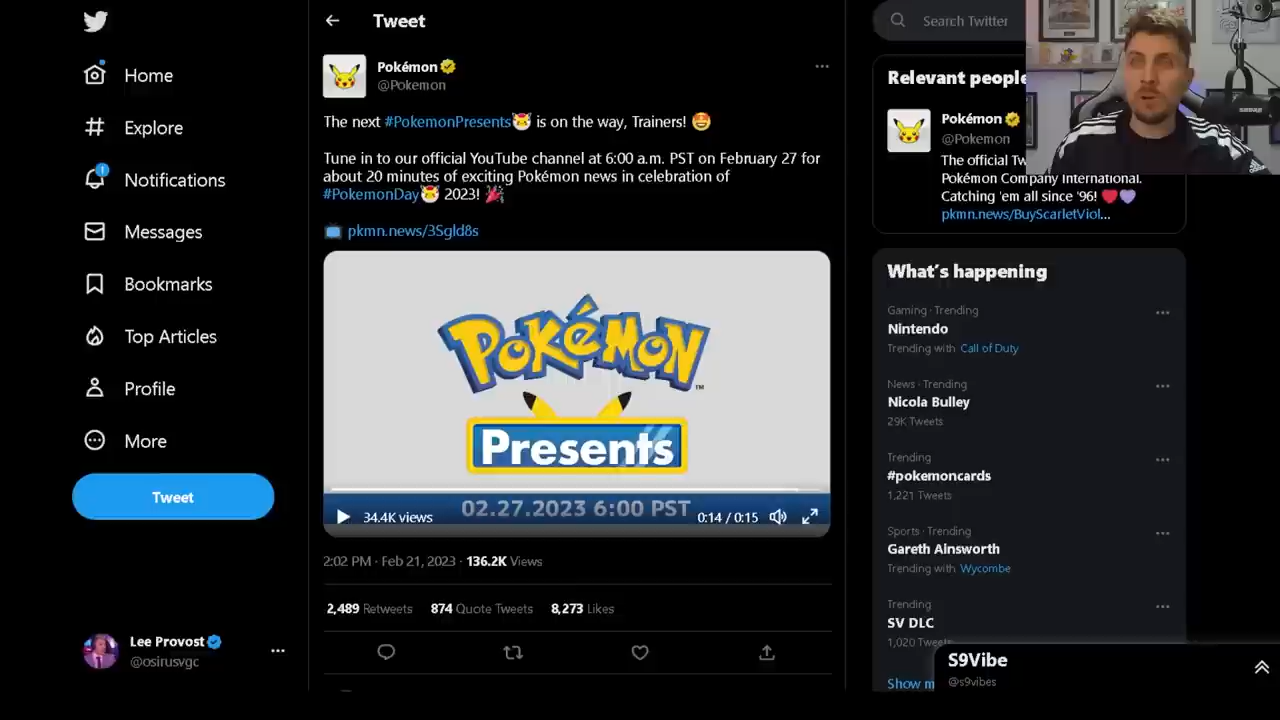 Tweet
Search Twitter
Home
Explore
1
Notifications
Messages
Bookmarks
Top Articles
Profile
More
Tweet
Lee Provost
@osirusvgc
Pokémon
@Pokemon
The next #PokemonPresents is on the way, Trainers!
Tune in to our official YouTube channel at 6:00 a.m. PST on February 27 for
about 20 minutes of exciting Pokémon news in celebration of
#PokemonDay 2023!
pkmn.news/3Sgld8s
POKéMON
TM
Presents
02.27.2023 6:00 PST
34.4K views
0:14 / 0:15
2:02 PM · Feb 21, 2023 · 136.2K Views
2,489 Retweets 874 Quote Tweets 8,273 Likes
Relevant people
Pokémon
@Pokemon
The official Tw
Pokémon Company International.
Catching 'em all since '96!
pkmn.news/BuyScarletViol...
What's happening
Gaming · Trending
Nintendo
Trending with Call of Duty
News · Trending
Nicola Bulley
29K Tweets
Trending
#pokemoncards
1,221 Tweets
Sports · Trending
Gareth Ainsworth
Trending with Wycombe
Trending
SV DLC
1,020 Tweets
Show m
S9Vibe
@s9vibes